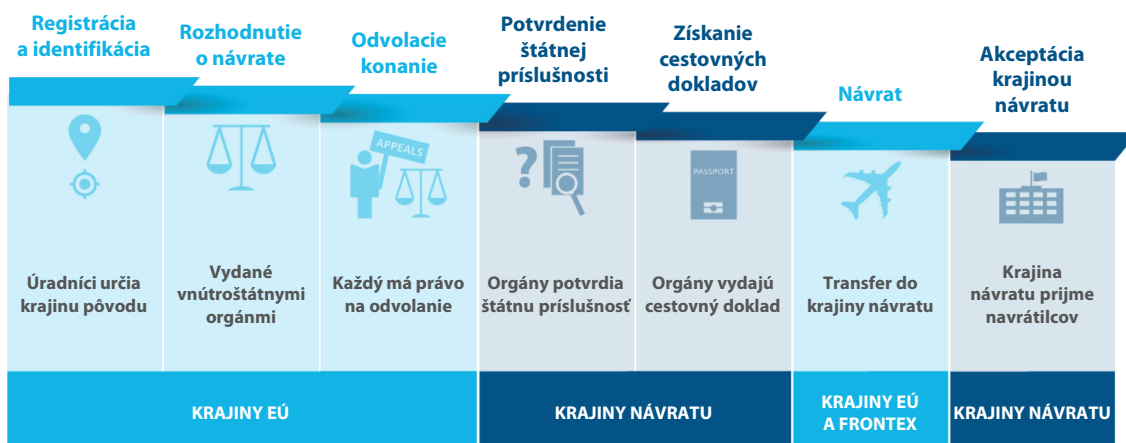 Registrácia
a identifikácia
Rozhodnutie
o návrate
Odvolacie
konanie
Potvrdenie
štátnej
príslušnosti
Získanie
cestovných
dokladov
Návrat
Akceptácia
krajinou
návratu
APPEALS
?
PASSPORT
Úradníci určia
krajinu pôvodu
Vydané
vnútroštátnymi
orgánmi
Každý má právo
na odvolanie
Orgány potvrdia
štátnu príslušnosť
Orgány vydajú
cestovný doklad
Transfer do
krajiny návratu
Krajina
návratu prijme
navrátilcov
KRAJINY EÚ
KRAJINY NÁVRATU
KRAJINY EÚ
A FRONTEX
KRAJINY NÁVRATU